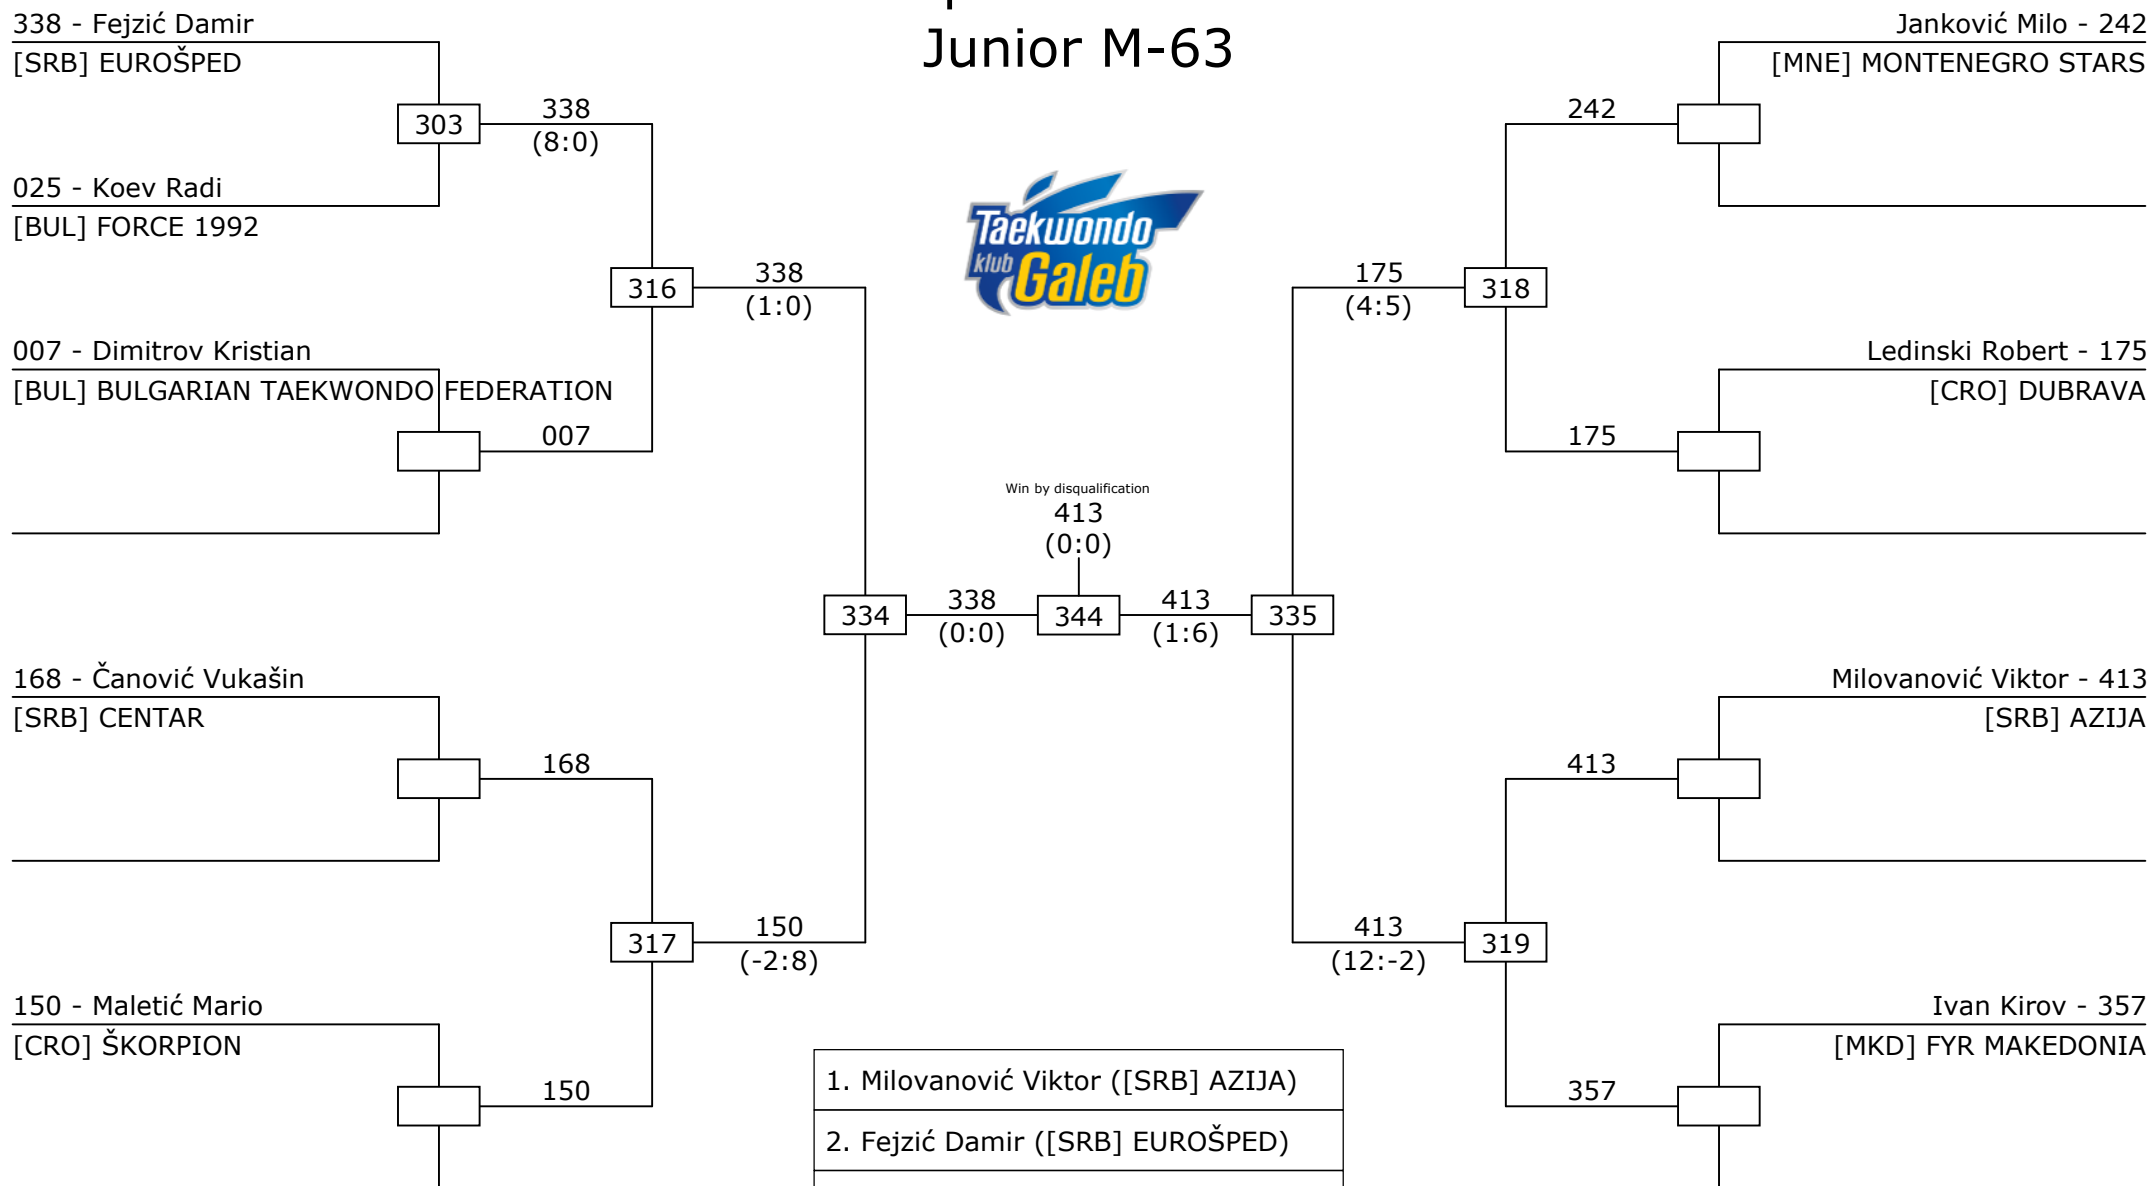 Junior M-63
338 - Fejzić Damir
[SRB] EUROŠPED
303
338
(8:0)
025 - Koev Radi
[BUL] FORCE 1992
316
338
(1:0)
007 - Dimitrov Kristian
[BUL] BULGARIAN TAEKWONDO FEDERATION
007
168 - Čanović Vukašin
[SRB] CENTAR
168
317
150
(-2:8)
150 - Maletić Mario
[CRO] ŠKORPION
150
Taekwondo
klub Galeb
Win by disqualification
413
(0:0)
334
338
(0:0)
344
413
(1:6)
335
Janković Milo - 242
[MNE] MONTENEGRO STARS
242
175
(4:5)
318
Ledinski Robert - 175
[CRO] DUBRAVA
175
Milovanović Viktor - 413
[SRB] AZIJA
413
413
(12:-2)
319
Ivan Kirov - 357
[MKD] FYR MAKEDONIA
357
1. Milovanović Viktor ([SRB] AZIJA)
2. Fejzić Damir ([SRB] EUROŠPED)